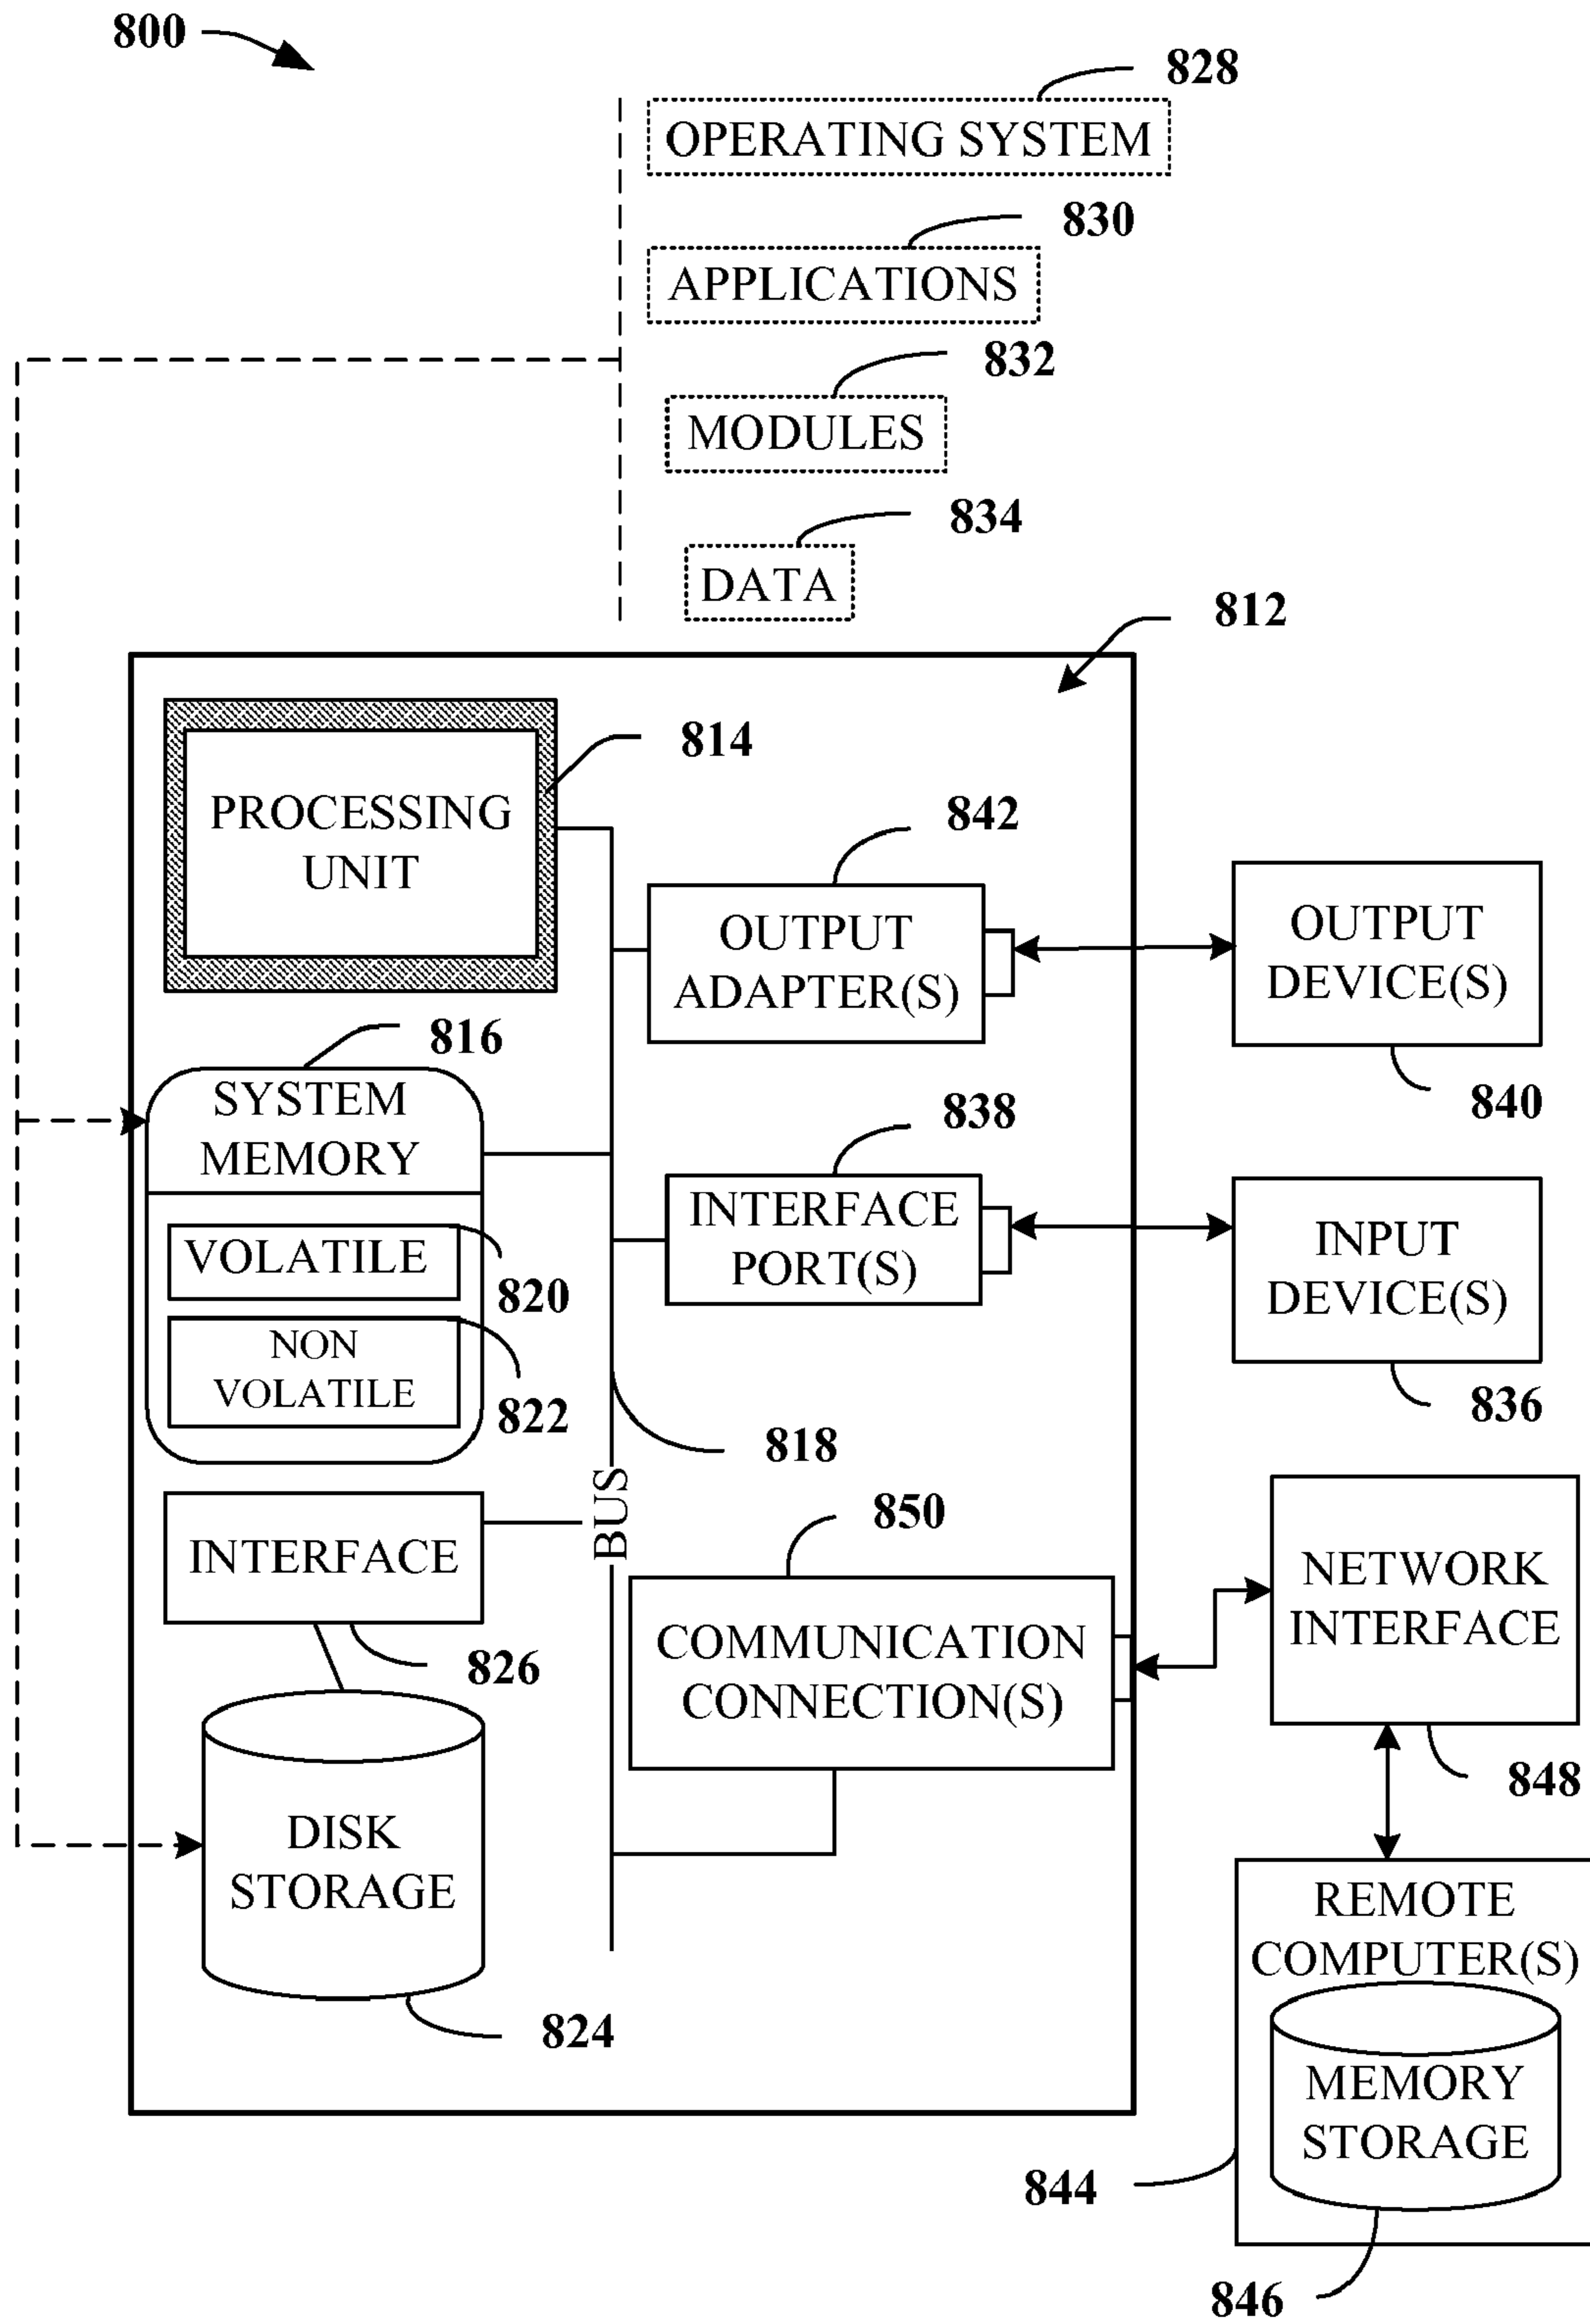 800
828
OPERATING SYSTEM
830
APPLICATIONS
832
MODULES
834
DATA
812
814
PROCESSING
UNIT
842
OUTPUT
ADAPTER(S)
OUTPUT
DEVICE(S)
840
816
SYSTEM
MEMORY
838
INTERFACE
PORT(S)
INPUT
DEVICE(S)
836
VOLATILE
820
NON
VOLATILE
822
818
BUS
850
INTERFACE
826
COMMUNICATION
CONNECTION(S)
NETWORK
INTERFACE
848
DISK
STORAGE
824
REMOTE
COMPUTER(S)
MEMORY
STORAGE
844
846